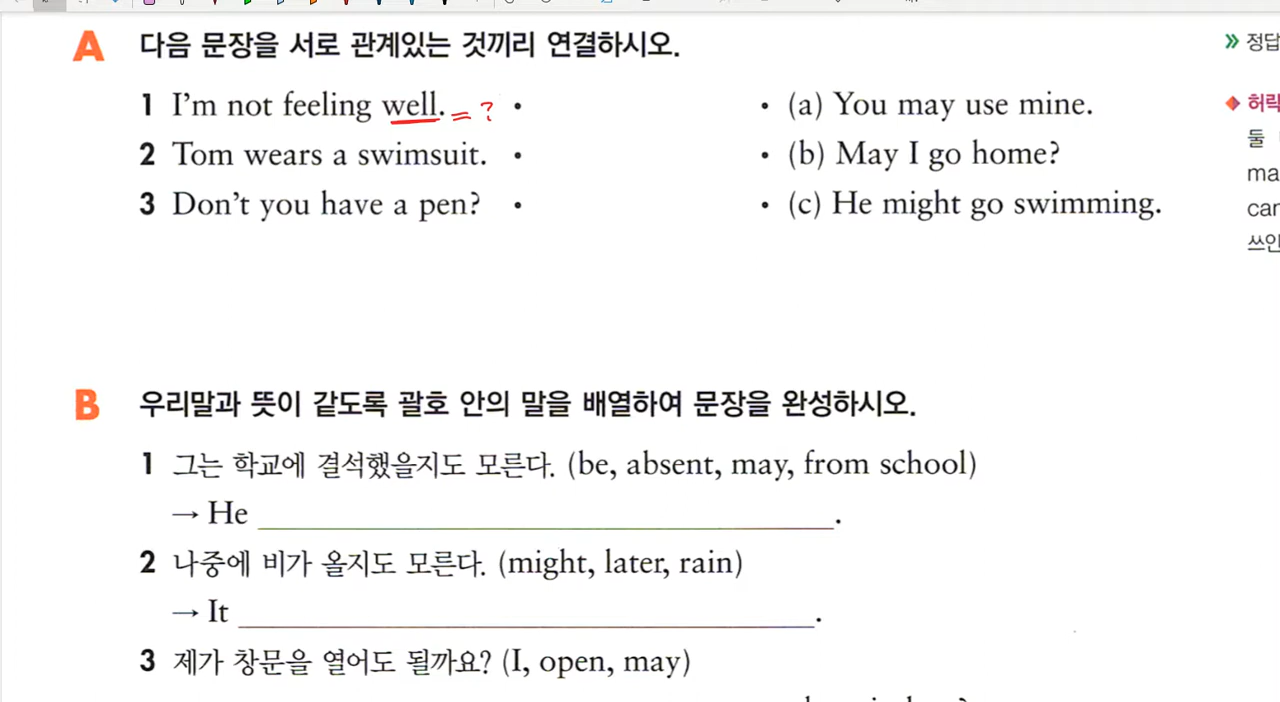 A 다음 문장을 서로 관계있는 것끼리 연결하시오.
» 정답
1 I'm not feeling well. = ? •
• (a) You may use mine.
◆ 허락
2 Tom wears a swimsuit. •
• (b) May I go home?
둘
3 Don't you have a pen? •
• (c) He might go swimming.
ma
can
쓰인
B 우리말과 뜻이 같도록 괄호 안의 말을 배열하여 문장을 완성하시오.
1 그는 학교에 결석했을지도 모른다. (be, absent, may, from school)
→ He ____________________.
2 나중에 비가 올지도 모른다. (might, later, rain)
→ It ____________________.
3 제가 창문을 열어도 될까요? (I, open, may)